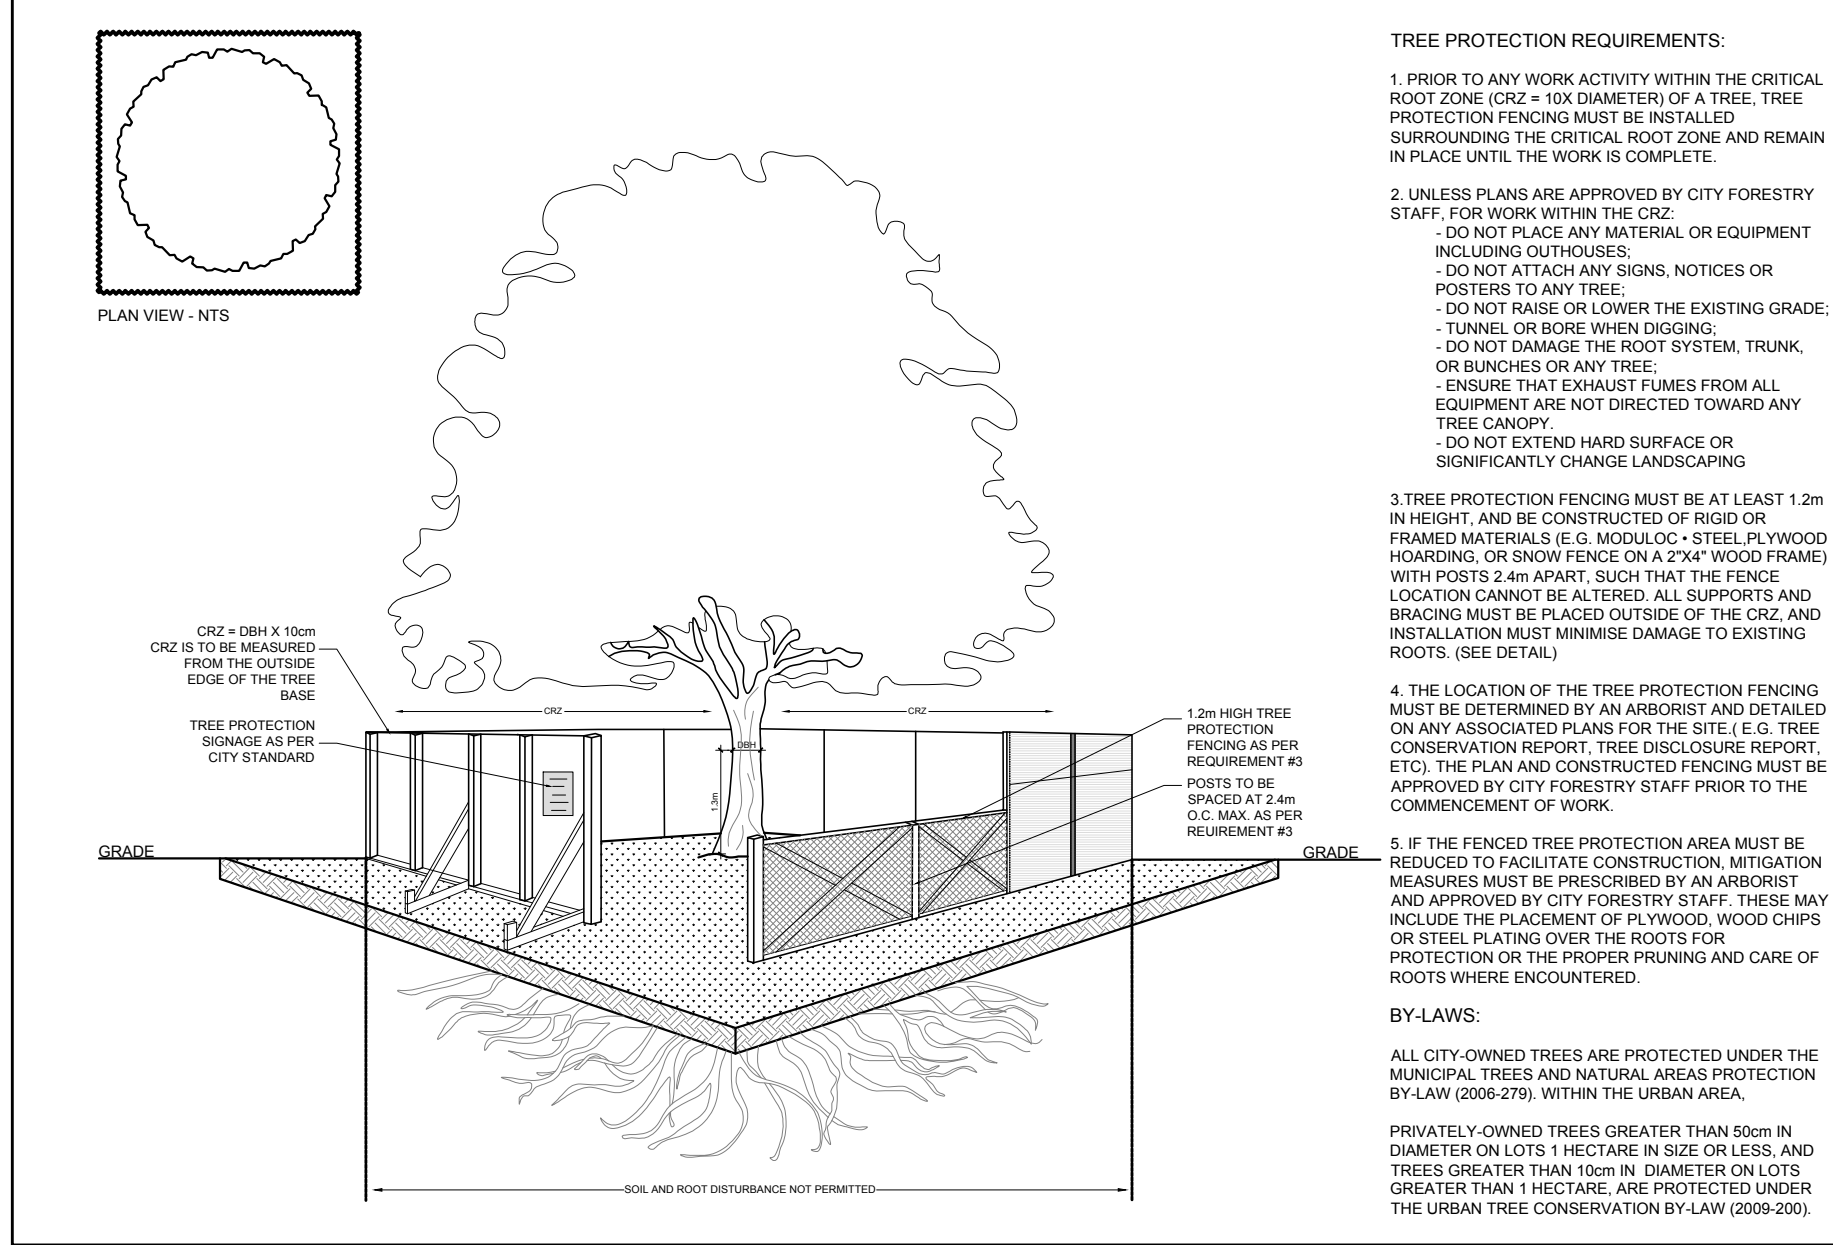 PLAN VIEW - NTS
CRZ = DBH X 10cm
CRZ IS TO BE MEASURED
FROM THE OUTSIDE
EDGE OF THE TREE
BASE
TREE PROTECTION
SIGNAGE AS PER
CITY STANDARD
GRADE
CRZ
CRZ
DBH
1.3m
1.2m HIGH TREE
PROTECTION
FENCING AS PER
REQUIREMENT #3
POSTS TO BE
SPACED AT 2.4m
O.C. MAX. AS PER
REUIREMENT #3
GRADE
SOIL AND ROOT DISTURBANCE NOT PERMITTED
TREE PROTECTION REQUIREMENTS:
1. PRIOR TO ANY WORK ACTIVITY WITHIN THE CRITICAL
ROOT ZONE (CRZ = 10X DIAMETER) OF A TREE, TREE
PROTECTION FENCING MUST BE INSTALLED
SURROUNDING THE CRITICAL ROOT ZONE AND REMAIN
IN PLACE UNTIL THE WORK IS COMPLETE.
2. UNLESS PLANS ARE APPROVED BY CITY FORESTRY
STAFF, FOR WORK WITHIN THE CRZ:
- DO NOT PLACE ANY MATERIAL OR EQUIPMENT
INCLUDING OUTHOUSES;
- DO NOT ATTACH ANY SIGNS, NOTICES OR
POSTERS TO ANY TREE;
- DO NOT RAISE OR LOWER THE EXISTING GRADE;
- TUNNEL OR BORE WHEN DIGGING;
- DO NOT DAMAGE THE ROOT SYSTEM, TRUNK,
OR BUNCHES OR ANY TREE;
- ENSURE THAT EXHAUST FUMES FROM ALL
EQUIPMENT ARE NOT DIRECTED TOWARD ANY
TREE CANOPY.
- DO NOT EXTEND HARD SURFACE OR
SIGNIFICANTLY CHANGE LANDSCAPING
3.TREE PROTECTION FENCING MUST BE AT LEAST 1.2m
IN HEIGHT, AND BE CONSTRUCTED OF RIGID OR
FRAMED MATERIALS (E.G. MODULOC • STEEL,PLYWOOD
HOARDING, OR SNOW FENCE ON A 2"X4" WOOD FRAME)
WITH POSTS 2.4m APART, SUCH THAT THE FENCE
LOCATION CANNOT BE ALTERED. ALL SUPPORTS AND
BRACING MUST BE PLACED OUTSIDE OF THE CRZ, AND
INSTALLATION MUST MINIMISE DAMAGE TO EXISTING
ROOTS. (SEE DETAIL)
4. THE LOCATION OF THE TREE PROTECTION FENCING
MUST BE DETERMINED BY AN ARBORIST AND DETAILED
ON ANY ASSOCIATED PLANS FOR THE SITE.( E.G. TREE
CONSERVATION REPORT, TREE DISCLOSURE REPORT,
ETC). THE PLAN AND CONSTRUCTED FENCING MUST BE
APPROVED BY CITY FORESTRY STAFF PRIOR TO THE
COMMENCEMENT OF WORK.
5. IF THE FENCED TREE PROTECTION AREA MUST BE
REDUCED TO FACILITATE CONSTRUCTION, MITIGATION
MEASURES MUST BE PRESCRIBED BY AN ARBORIST
AND APPROVED BY CITY FORESTRY STAFF. THESE MAY
INCLUDE THE PLACEMENT OF PLYWOOD, WOOD CHIPS
OR STEEL PLATING OVER THE ROOTS FOR
PROTECTION OR THE PROPER PRUNING AND CARE OF
ROOTS WHERE ENCOUNTERED.
BY-LAWS:
ALL CITY-OWNED TREES ARE PROTECTED UNDER THE
MUNICIPAL TREES AND NATURAL AREAS PROTECTION
BY-LAW (2006-279). WITHIN THE URBAN AREA,
PRIVATELY-OWNED TREES GREATER THAN 50cm IN
DIAMETER ON LOTS 1 HECTARE IN SIZE OR LESS, AND
TREES GREATER THAN 10cm IN DIAMETER ON LOTS
GREATER THAN 1 HECTARE, ARE PROTECTED UNDER
THE URBAN TREE CONSERVATION BY-LAW (2009-200).